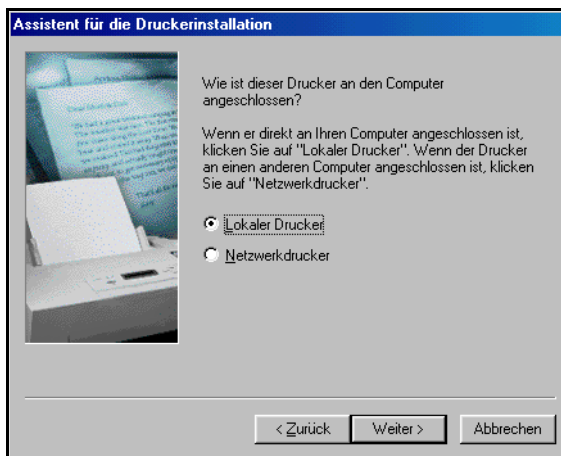 Assistent für die Druckerinstallation
Wie ist dieser Drucker an den Computer
angeschlossen?
Wenn er direkt an Ihren Computer angeschlossen ist,
klicken Sie auf "Lokaler Drucker". Wenn der Drucker
an einen anderen Computer angeschlossen ist, klicken
Sie auf "Netzwerkdrucker".
Lokaler Drucker
Netzwerkdrucker
< Zurück
Weiter >
Abbrechen